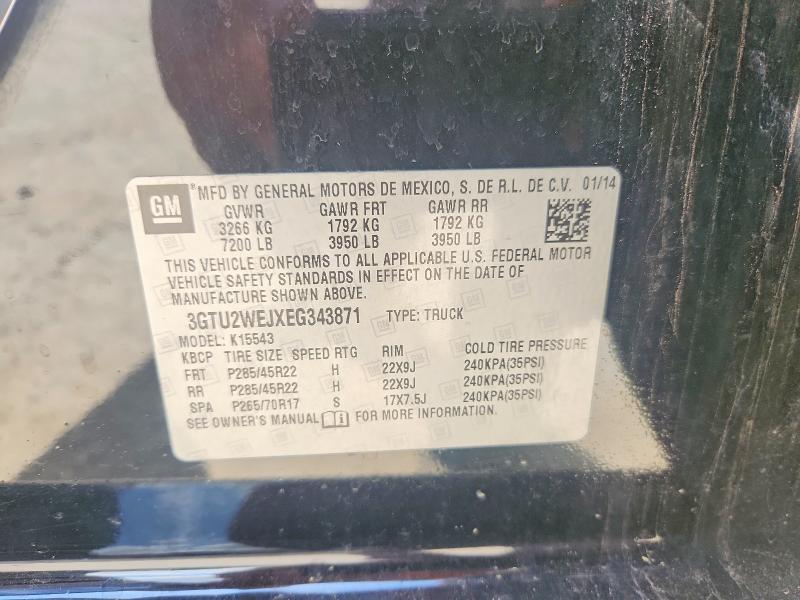 GM
® MFD BY GENERAL MOTORS DE MEXICO, S. DE R.L. DE C.V. 01/14
GVWR GAWR FRT GAWR RR
3266 KG 1792 KG 1792 KG
7200 LB 3950 LB 3950 LB
THIS VEHICLE CONFORMS TO ALL APPLICABLE U.S. FEDERAL MOTOR
VEHICLE SAFETY STANDARDS IN EFFECT ON THE DATE OF
MANUFACTURE SHOWN ABOVE.
3GTU2WEJXEG343871 TYPE: TRUCK
MODEL: K15543
KBCP TIRE SIZE SPEED RTG RIM COLD TIRE PRESSURE
FRT P285/45R22 H 22X9J 240KPA(35PSI)
RR P285/45R22 H 22X9J 240KPA(35PSI)
SPA P265/70R17 S 17X7.5J 240KPA(35PSI)
SEE OWNER'S MANUAL FOR MORE INFORMATION.